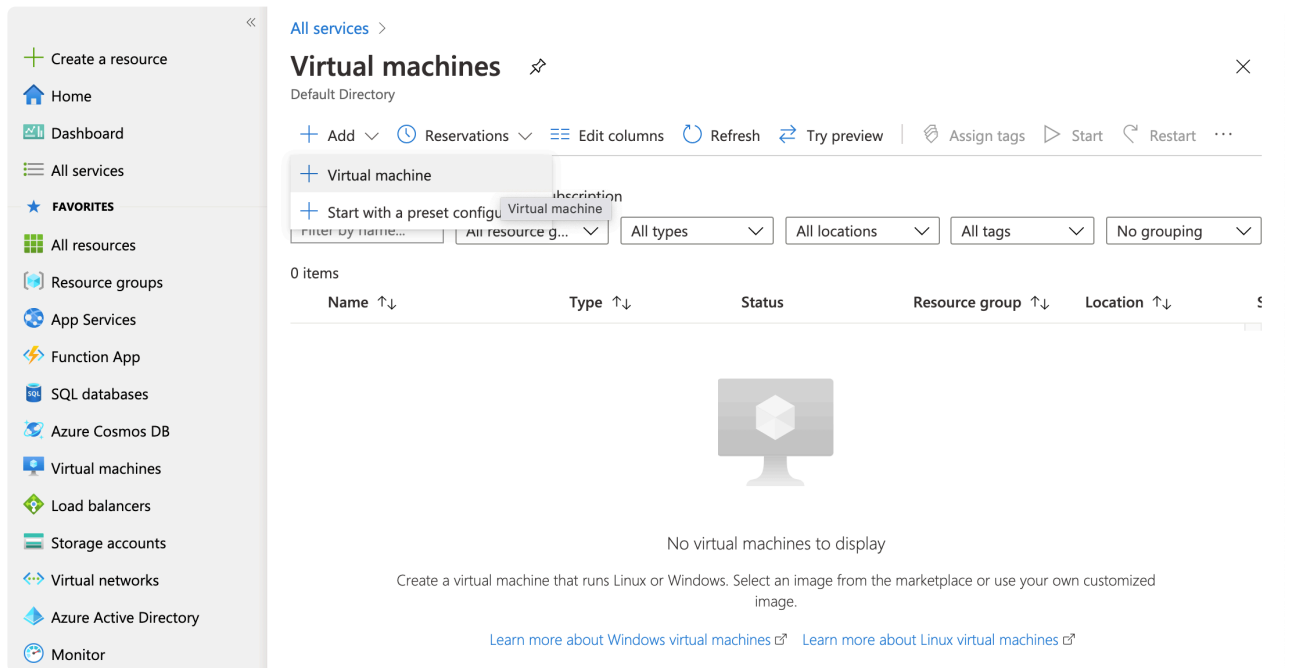 «
Create a resource
Home
Dashboard
All services
FAVORITES
All resources
Resource groups
App Services
Function App
SQL databases
Azure Cosmos DB
Virtual machines
Load balancers
Storage accounts
Virtual networks
Azure Active Directory
Monitor
All services >
Virtual machines
Default Directory
Add Reservations Edit columns Refresh Try preview Assign tags Start Restart ...
Virtual machine
Start with a preset
Virtual machine
Filter by name... All resource g... All types All locations All tags No grouping
0 items
Name Type Status Resource group Location
No virtual machines to display
Create a virtual machine that runs Linux or Windows. Select an image from the marketplace or use your own customized
image.
Learn more about Windows virtual machines Learn more about Linux virtual machines